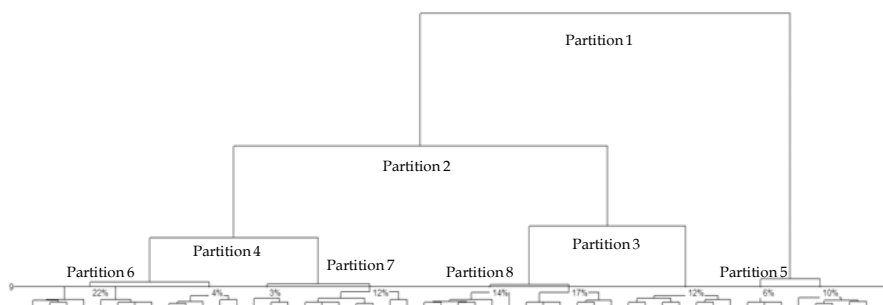 Partition 1
Partition 2
Partition 4
Partition 3
Partition 6
Partition 7
Partition 8
Partition 5
9
22%
4%
3%
12%
14%
17%
12%
6%
10%